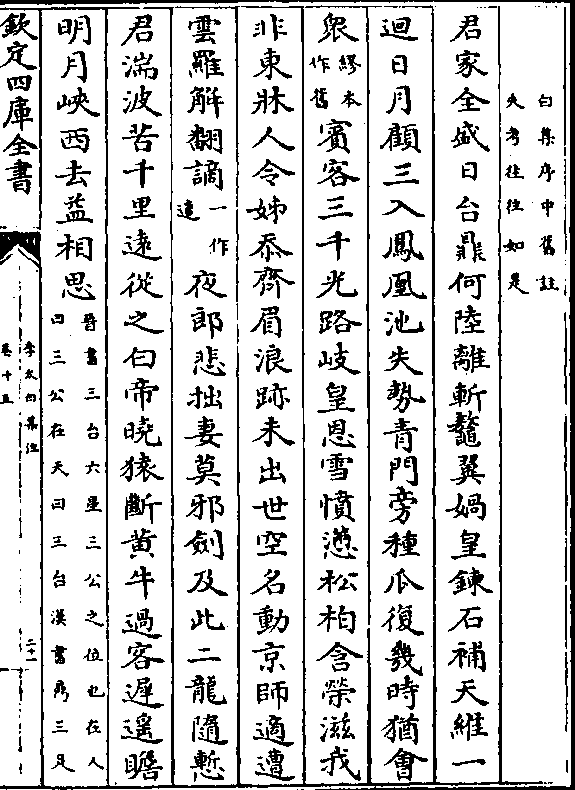 白集序中舊註
失考往往如是
君家全盛日台鼎何陸離斬鼇翼媧皇鍊石補天維一
迴日月顧三入鳳凰池失勢青門旁種瓜復幾時猶會
衆繆本作舊賓客三千光路岐皇恩雪憤懣松柏含榮滋我
非東牀人令姊忝齊眉浪跡未出世空名動京師適遭
雲羅解翻謫一作遠夜郎悲拙妻莫邪劍及此二龍隨慙
君湍波苦千里遠從之白帝曉猿斷黄牛過客遲遥瞻
明月峽西去益相思晉書三台六星三公之位也在人
曰三公在天曰三台漢書鼎三足
欽定四庫全書
李太白集注
卷十五